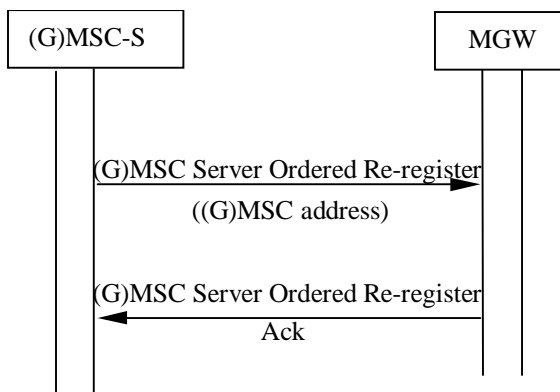 (G)MSC-S
MGW
(G)MSC Server Ordered Re-register
((G)MSC address)
(G)MSC Server Ordered Re-register
Ack